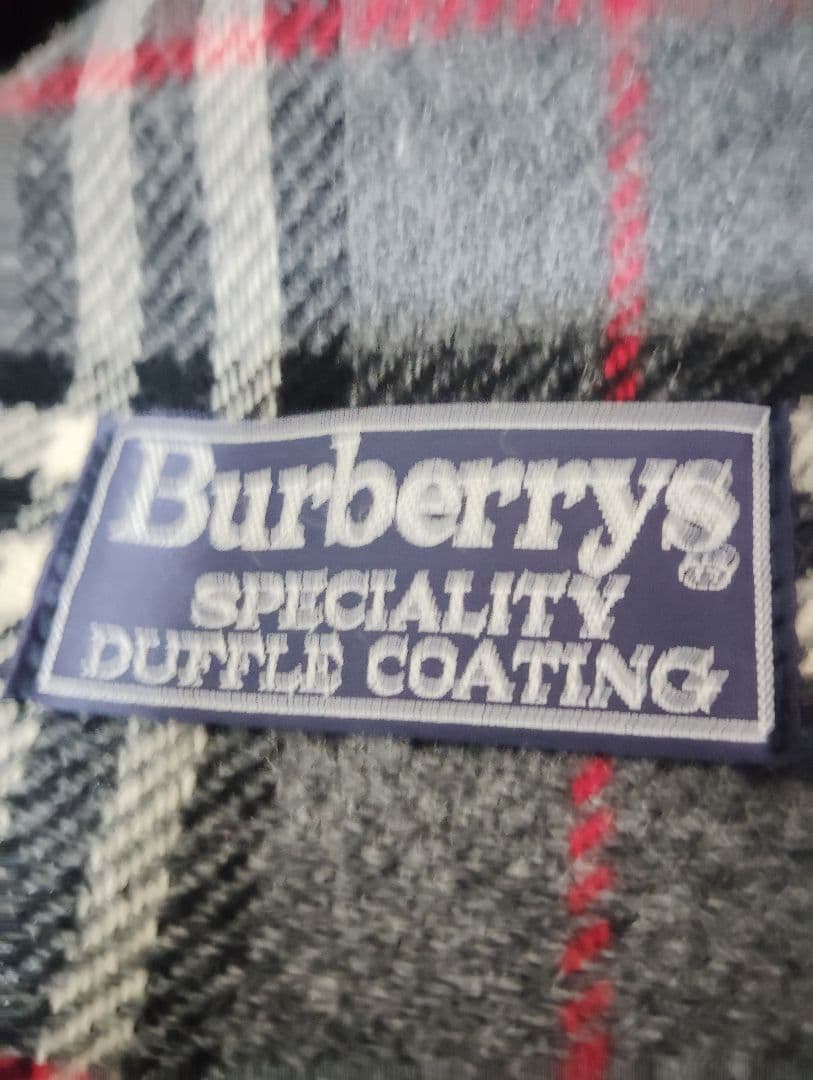 Burberrys®
SPECIALITY
DUFFLE COATING